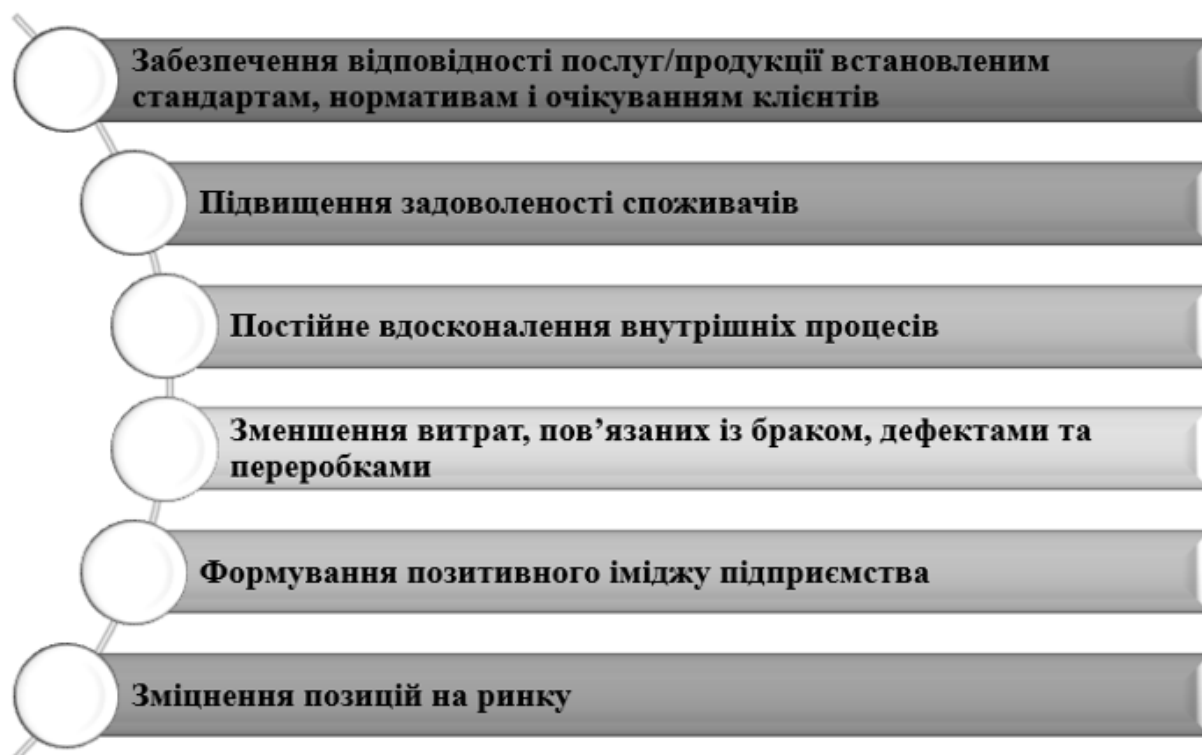 Забезпечення відповідності послуг/продукції встановленим
стандартам, нормативам і очікуванням клієнтів
Підвищення задоволеності споживачів
Постійне вдосконалення внутрішніх процесів
Зменшення витрат, пов’язаних із браком, дефектами та
переробками
Формування позитивного іміджу підприємства
Зміцнення позицій на ринку